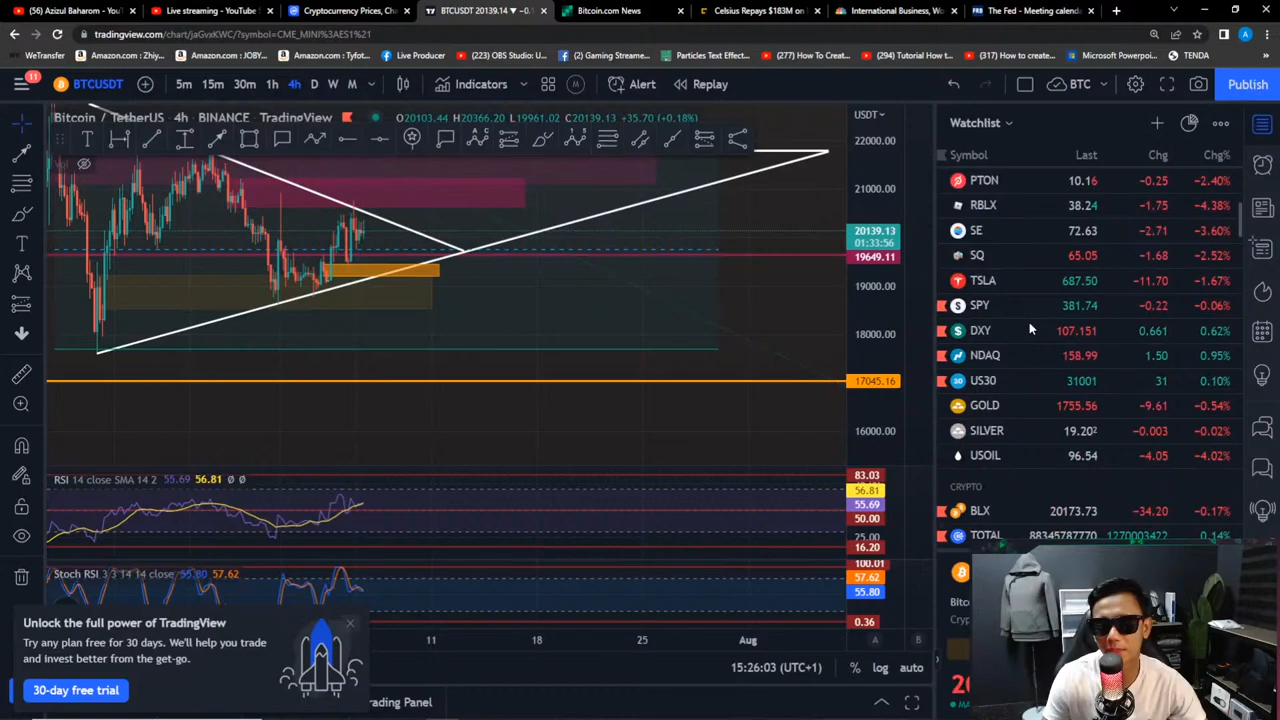 (56) Azizul Baharom - YouTu
Live streaming - YouTube S
Cryptocurrency Prices, Cha
BTCUSDT 20139.14 ▼ −0.1
Bitcoin.com News
Celsius Repays $183M on
International Business, Wo
The Fed - Meeting calenda
tradingview.com/chart/jaGvxKWC/?symbol=CME_MINI%3AES1%21
WeTransfer
Amazon.com : Zhiy...
Amazon.com : JOBY...
Amazon.com : Tyfot...
Live Producer
(223) OBS Studio: U...
(2) Gaming Streame...
Particles Text Effect...
(277) How To Creat...
(294) Tutorial How t...
(317) How to create...
Microsoft Powerpoi...
TENDA
11
BTCUSDT
5m 15m 30m 1h 4h D W M
Indicators
Alert
Replay
BTC
Publish
Bitcoin / TetherUS · 4h · BINANCE · TradingView
O20103.44 H20366.20 L19961.02 C20139.13 +35.70 (+0.18%)
USDT
22000.00
21000.00
20139.13
01:33:56
19649.11
19000.00
18000.00
17045.16
16000.00
RSI 14 close SMA 14 2 55.69 56.81 Ø Ø
83.03
56.81
55.69
50.00
25.00
16.20
Stoch RSI 3 3 14 14 close 55.80 57.62
100.01
57.62
55.80
0.36
11 18 25 Aug
A B
15:26:03 (UTC+1)
% log auto
Unlock the full power of TradingView
Try any plan free for 30 days. We'll help you trade
and invest better from the get-go.
30-day free trial
rading Panel
Watchlist
Symbol Last Chg Chg%
PTON 10.16 −0.25 −2.40%
RBLX 38.24 −1.75 −4.38%
SE 72.63 −2.71 −3.60%
SQ 65.05 −1.68 −2.52%
TSLA 687.50 −11.70 −1.67%
SPY 381.74 −0.22 −0.06%
DXY 107.151 0.661 0.62%
NDAQ 158.99 1.50 0.95%
US30 31001 31 0.10%
GOLD 1755.56 −9.61 −0.54%
SILVER 19.20² −0.003 −0.02%
USOIL 96.54 −4.05 −4.02%
CRYPTO
BLX 20173.73 −34.20 −0.17%
TOTAL 88345787770 1270003422 0.14%
Bitc
Cryp
20